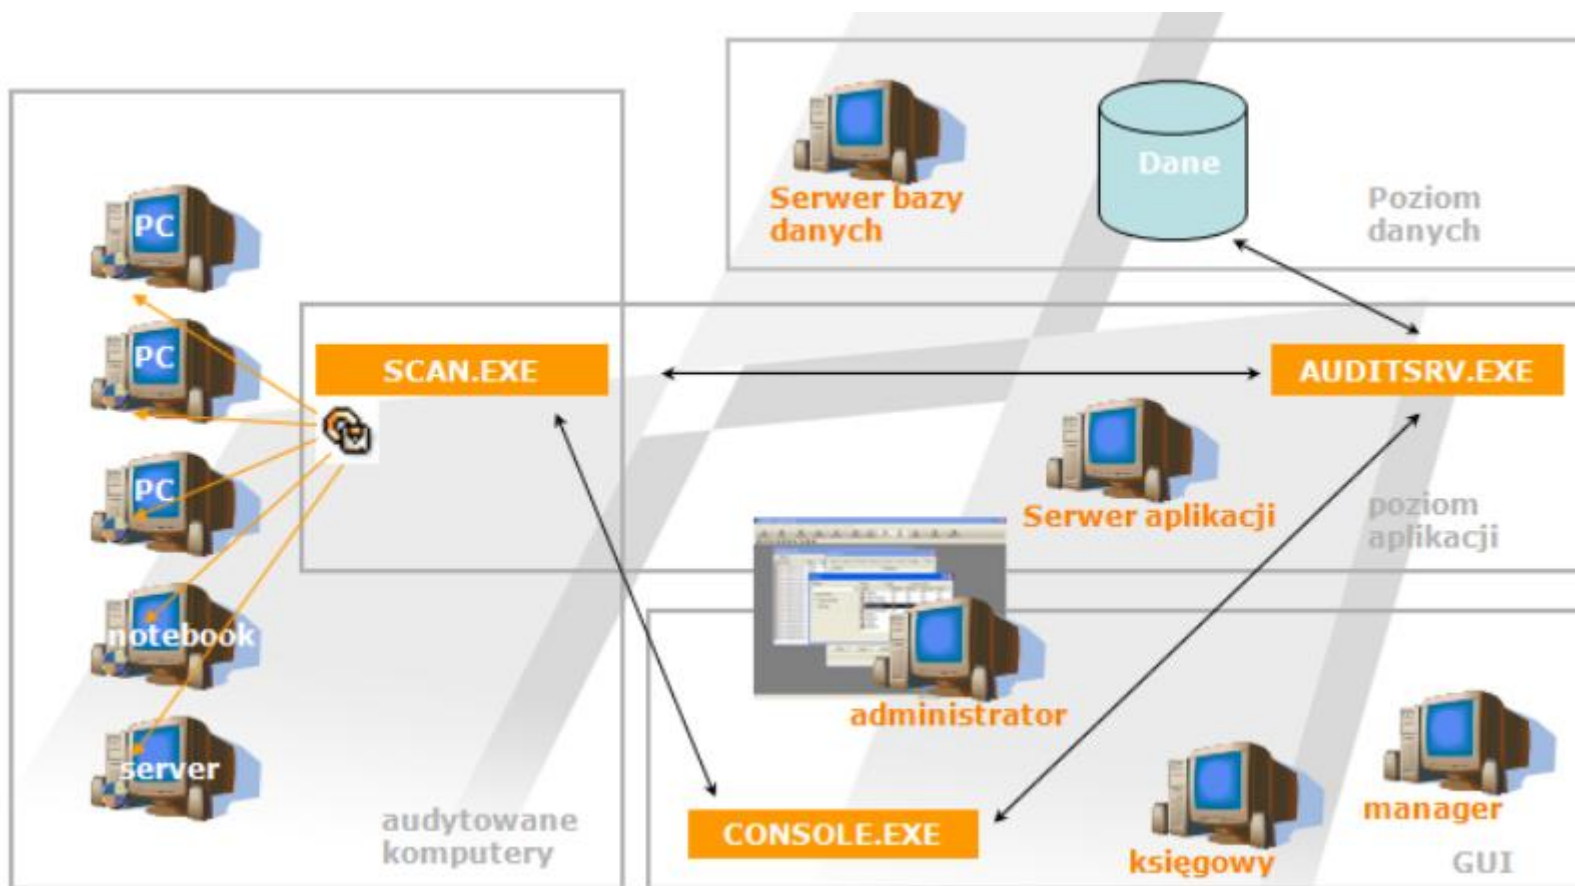 Serwer bazy
danych
Dane
Poziom
danych
PC
PC
PC
notebook
server
audytowane
komputery
SCAN.EXE
AUDITSRV.EXE
Serwer aplikacji
poziom
aplikacji
administrator
CONSOLE.EXE
księgowy
manager
GUI